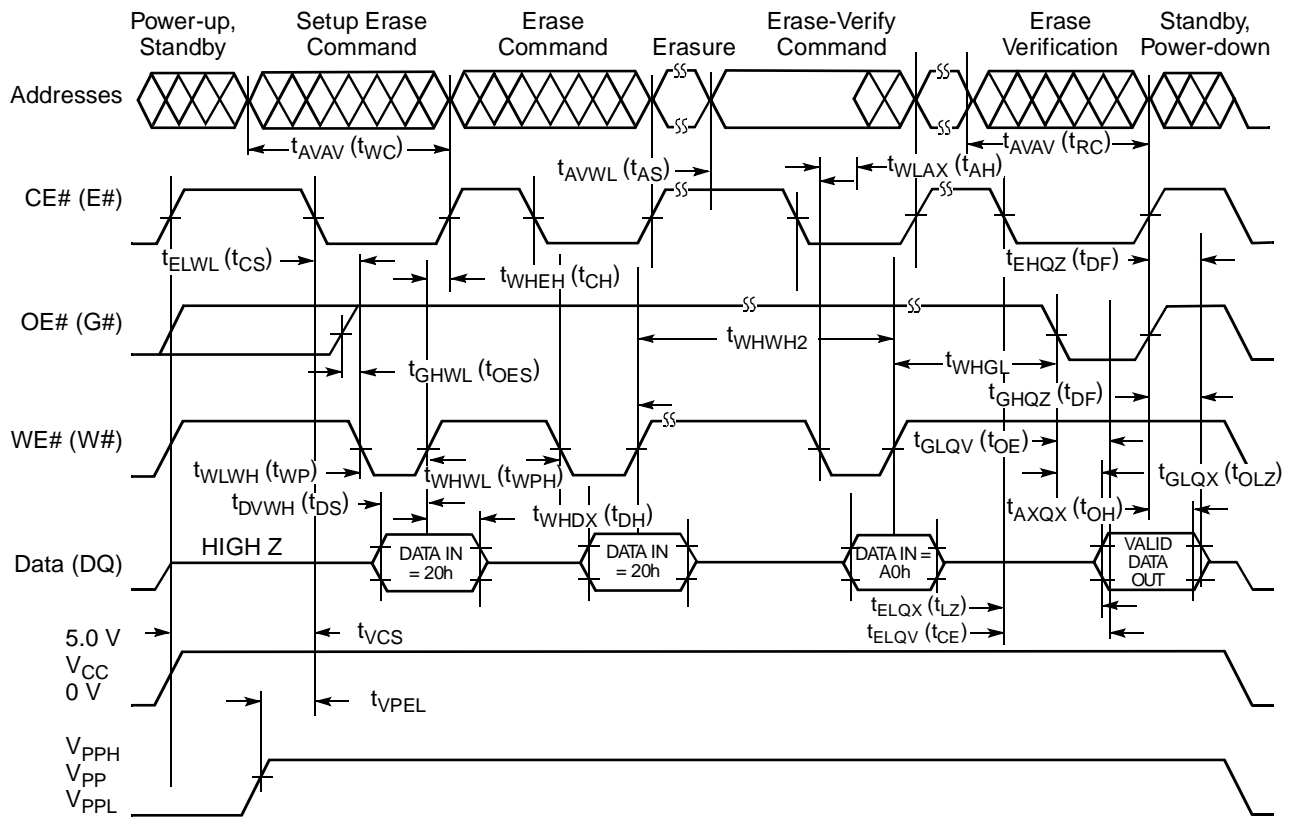 Power-up, Standby
Setup Erase Command
Erase Command
Erasure
Erase-Verify Command
Erase Verification
Standby, Power-down
Addresses
tAVAV (tWC)
tAVWL (tAS)
tWLAX (tAH)
tAVAV (tRC)
CE# (E#)
tELWL (tCS)
tWHEH (tCH)
tEHQZ (tDF)
OE# (G#)
tGHWL (tOES)
tWHWH2
tWHGL
tGHQZ (tDF)
WE# (W#)
tWLWH (tWP)
tWHWL (tWPH)
tGLQV (tOE)
tGLQX (tOLZ)
tDVWH (tDS)
tWHDX (tDH)
tAXQX (tOH)
Data (DQ)
HIGH Z
DATA IN
= 20h
DATA IN
= 20h
DATA IN =
A0h
VALID
DATA
OUT
tELQX (tLZ)
tELQV (tCE)
5.0 V
VCC
0 V
tVCS
tVPEL
VPPH
VPP
VPPL